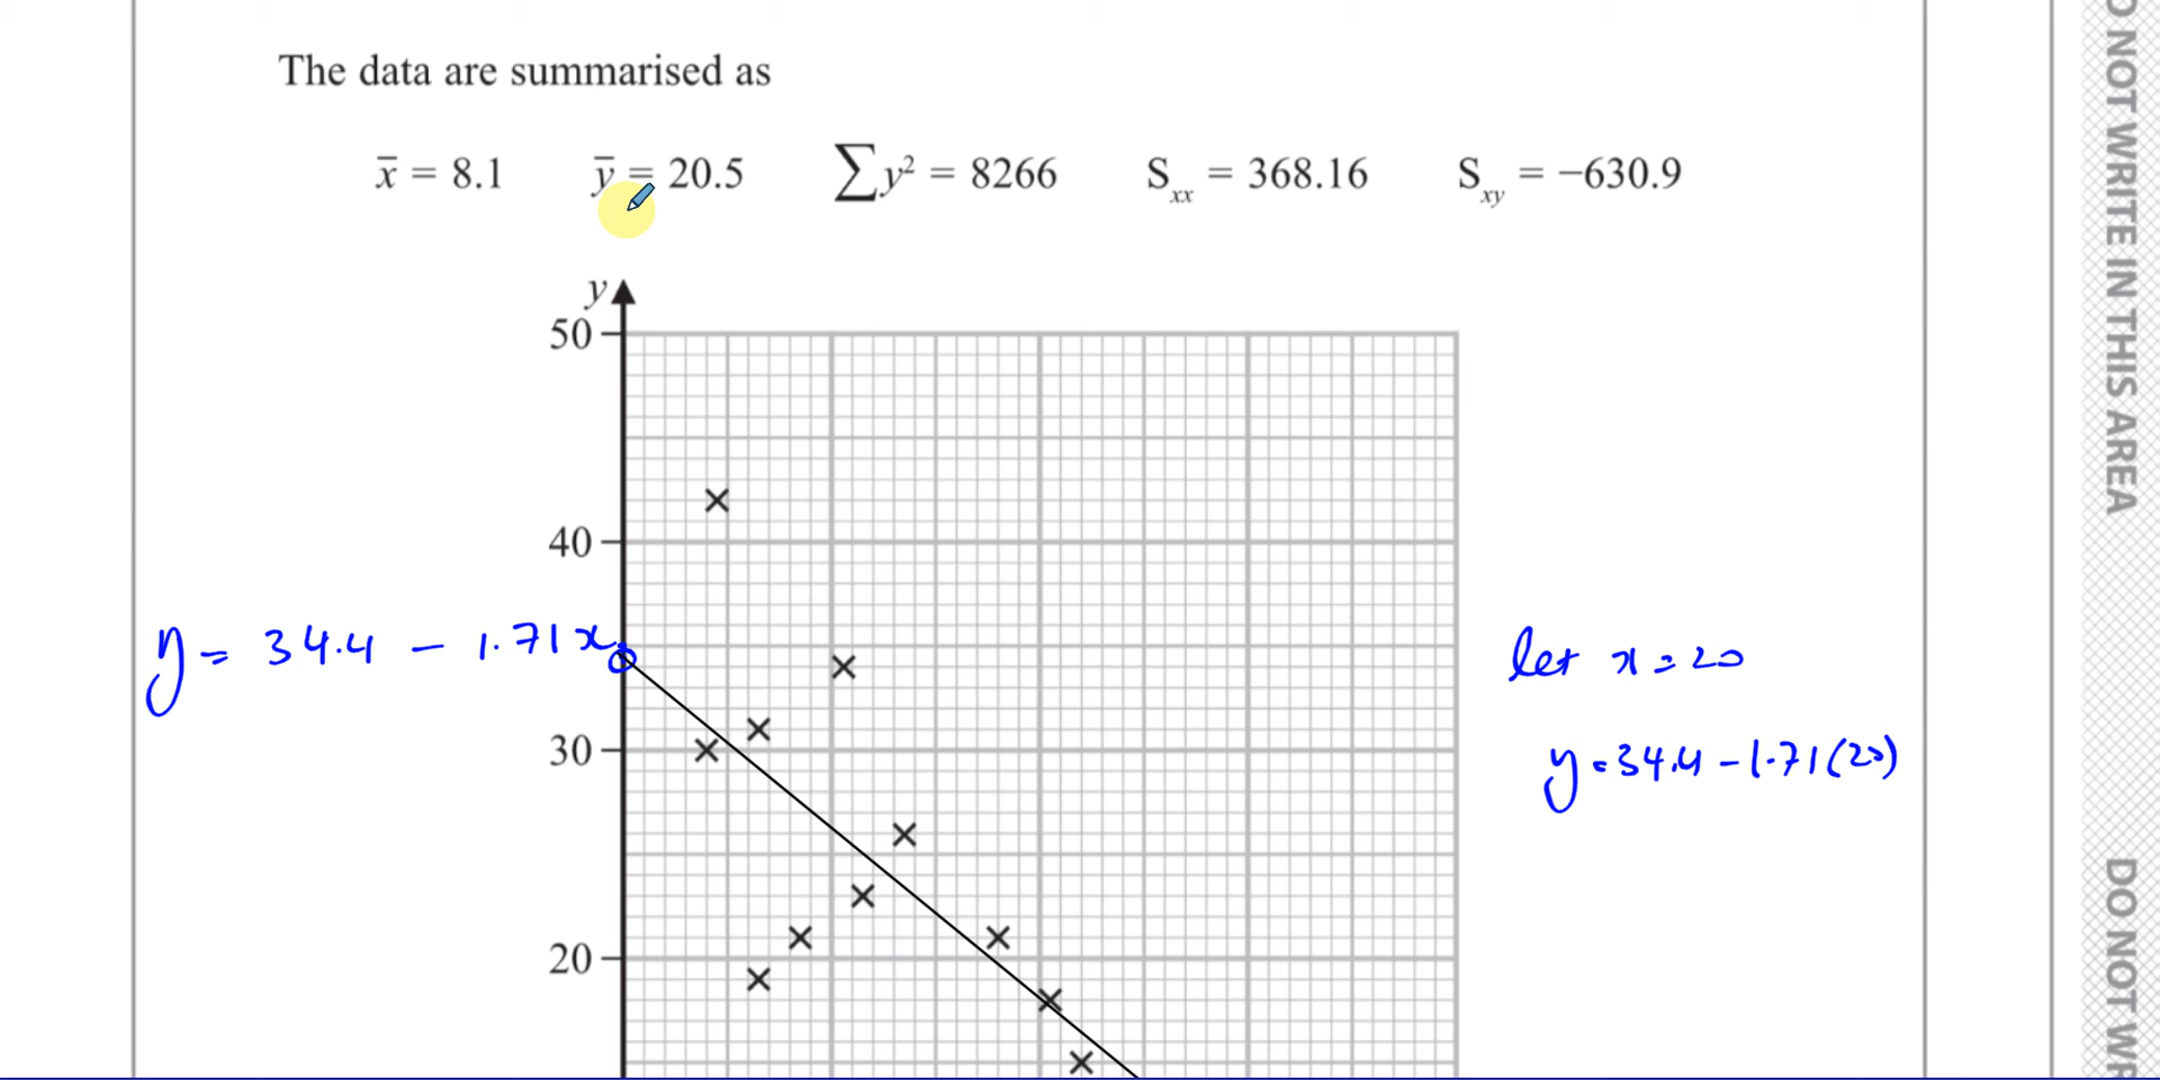 The data are summarised as
x̄ = 8.1 ȳ = 20.5 ∑y² = 8266 Sxx = 368.16 Sxy = −630.9
y
50
40
y = 34.4 − 1.71x
let x = 20
30
y = 34.4 − 1.71(20)
20
O NOT WRITE IN THIS AREA
DO NOT WR